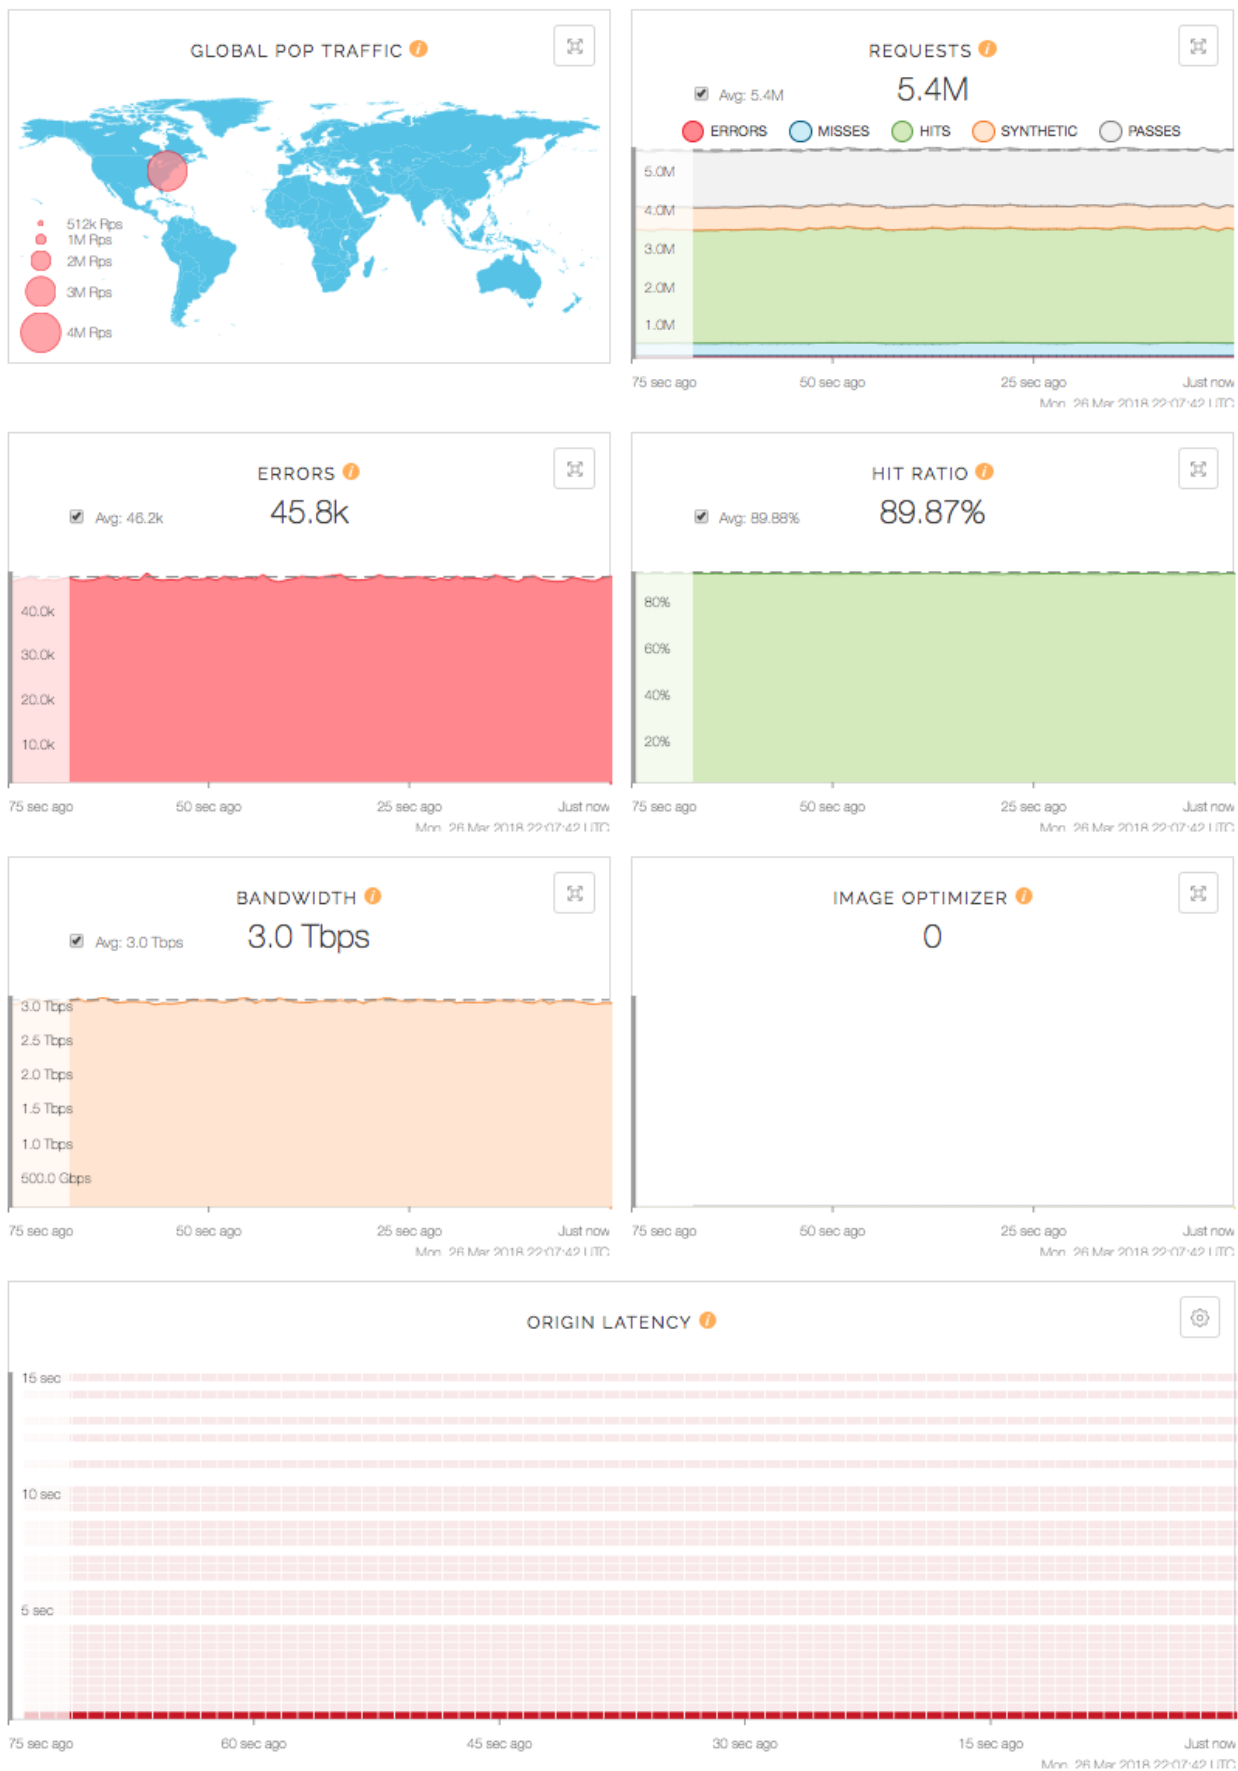 GLOBAL POP TRAFFIC i
512k Rps
1M Rps
2M Rps
3M Rps
4M Rps
REQUESTS i
Avg: 5.4M 5.4M
ERRORS MISSES HITS SYNTHETIC PASSES
5.0M
4.0M
3.0M
2.0M
1.0M
75 sec ago 50 sec ago 25 sec ago Just now
Mon, 26 Mar 2018 22:07:42 UTC
ERRORS i
Avg: 46.2k 45.8k
40.0k
30.0k
20.0k
10.0k
75 sec ago 50 sec ago 25 sec ago Just now
Mon, 26 Mar 2018 22:07:42 UTC
HIT RATIO i
Avg: 89.88% 89.87%
80%
60%
40%
20%
75 sec ago 50 sec ago 25 sec ago Just now
Mon, 26 Mar 2018 22:07:42 UTC
BANDWIDTH i
Avg: 3.0 Tbps 3.0 Tbps
3.0 Tbps
2.5 Tbps
2.0 Tbps
1.5 Tbps
1.0 Tbps
500.0 Gbps
75 sec ago 50 sec ago 25 sec ago Just now
Mon, 26 Mar 2018 22:07:42 UTC
IMAGE OPTIMIZER i
0
75 sec ago 50 sec ago 25 sec ago Just now
Mon, 26 Mar 2018 22:07:42 UTC
ORIGIN LATENCY i
15 sec
10 sec
5 sec
75 sec ago 60 sec ago 45 sec ago 30 sec ago 15 sec ago Just now
Mon, 26 Mar 2018 22:07:42 UTC